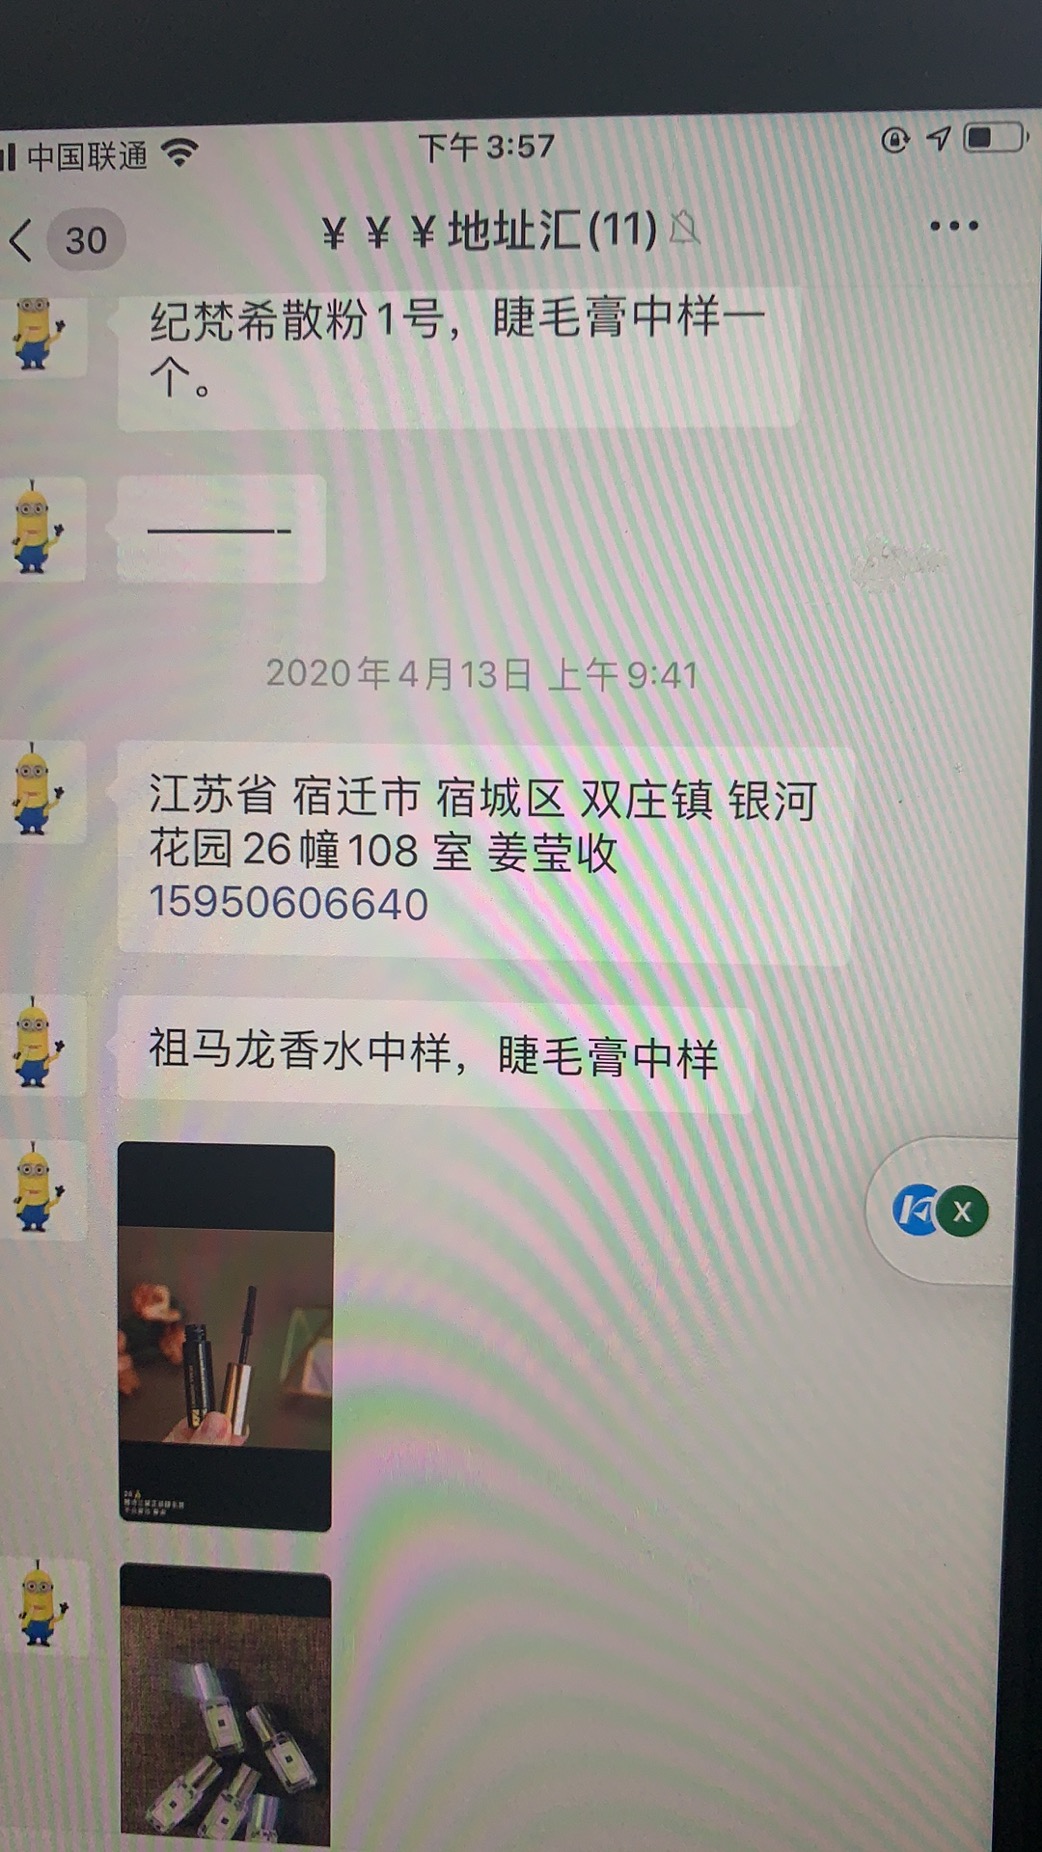 中国联通
下午3:57
30
¥ ¥ ¥地址汇(11)
纪梵希散粉1号，睫毛膏中样一
个。
————-
2020年4月13日 上午9:41
江苏省 宿迁市 宿城区 双庄镇 银河
花园26幢108 室 姜莹收
15950606640
祖马龙香水中样，睫毛膏中样
X